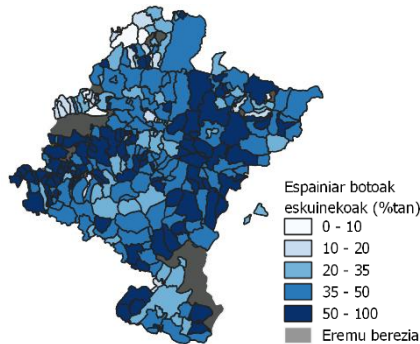 Espainiar botoak
eskuinekoak (%tan)
0 - 10
10 - 20
20 - 35
35 - 50
50 - 100
Eremu berezia